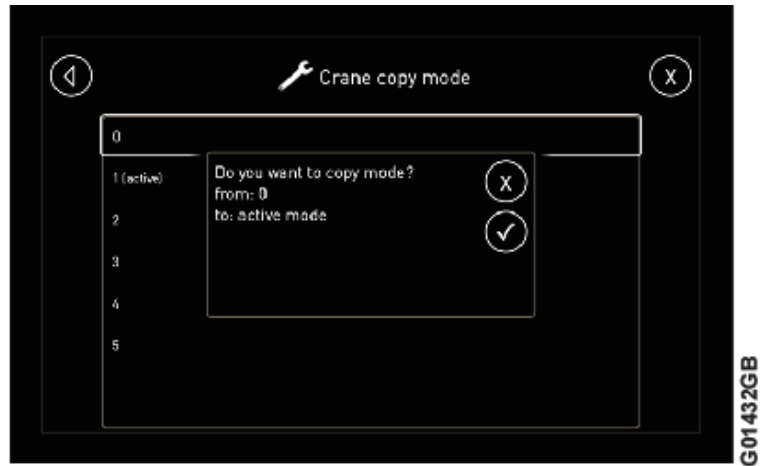 Crane copy mode
X
0
Do you want to copy mode?
from: 0
to: active mode
X
1 (active)
2
3
4
5
G01432GB